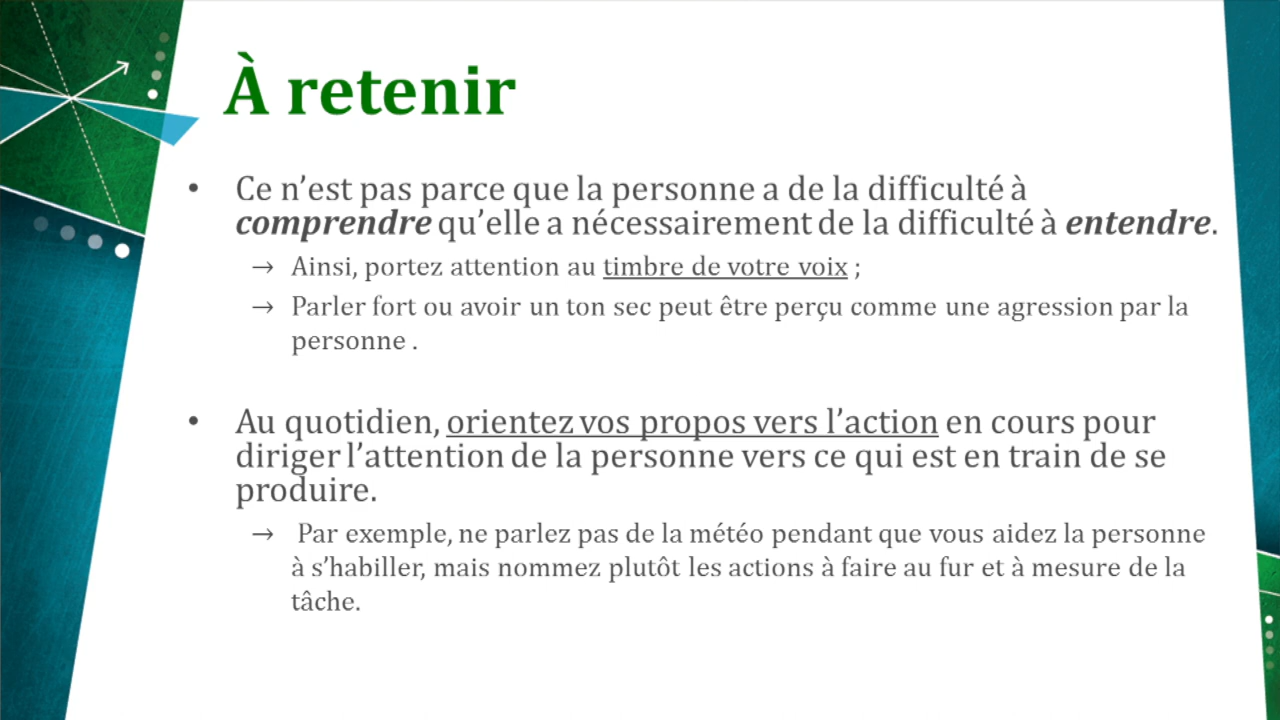 À retenir
• Ce n’est pas parce que la personne a de la difficulté à
comprendre qu’elle a nécessairement de la difficulté à entendre.
→ Ainsi, portez attention au timbre de votre voix ;
→ Parler fort ou avoir un ton sec peut être perçu comme une agression par la
personne .
• Au quotidien, orientez vos propos vers l’action en cours pour
diriger l’attention de la personne vers ce qui est en train de se
produire.
→ Par exemple, ne parlez pas de la météo pendant que vous aidez la personne
à s’habiller, mais nommez plutôt les actions à faire au fur et à mesure de la
tâche.